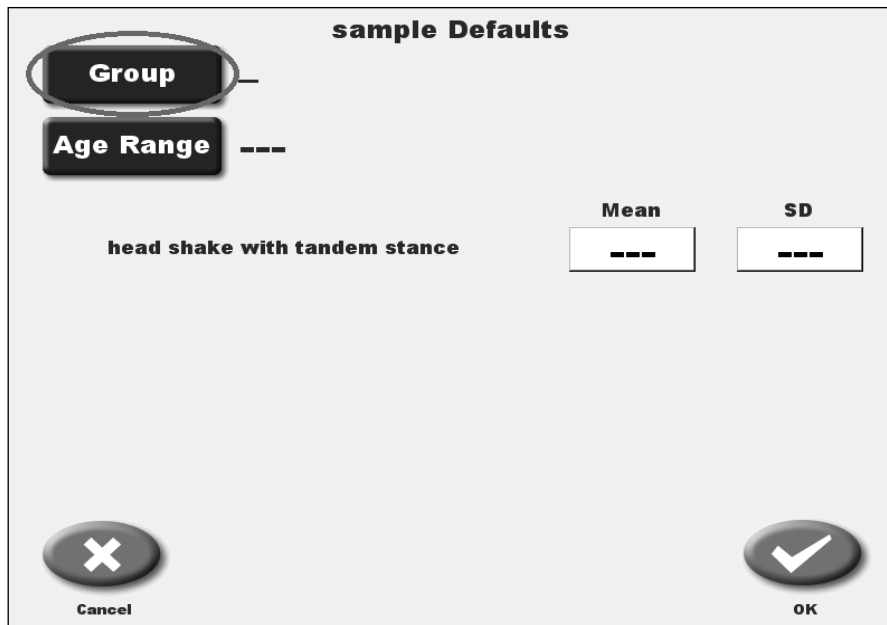 sample Defaults
Group _
Age Range ---
Mean SD
head shake with tandem stance --- ---
Cancel OK